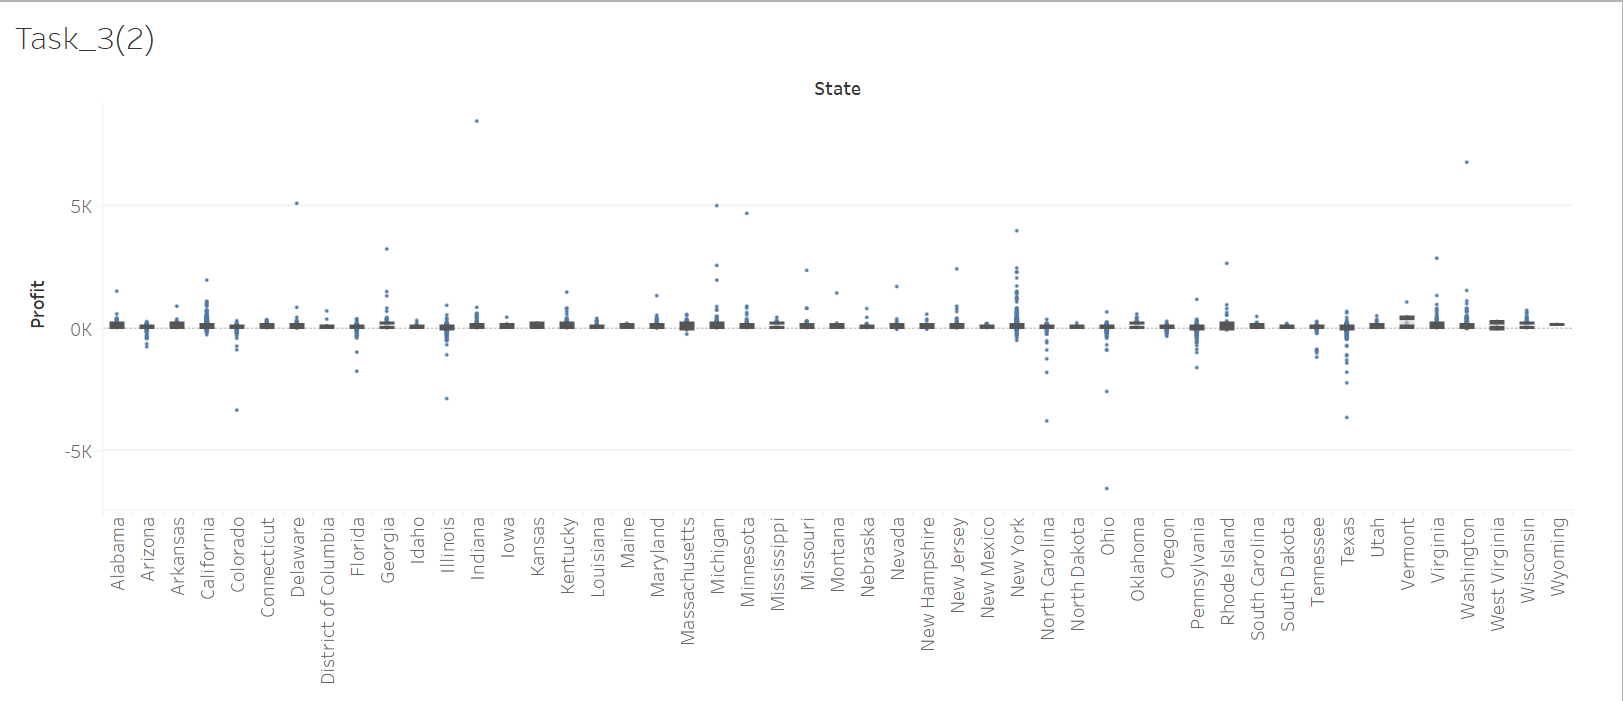 Task_3(2)
State
Profit
5K
0K
-5K
Alabama
Arizona
Arkansas
California
Colorado
Connecticut
Delaware
District of Columbia
Florida
Georgia
Idaho
Illinois
Indiana
Iowa
Kansas
Kentucky
Louisiana
Maine
Maryland
Massachusetts
Michigan
Minnesota
Mississippi
Missouri
Montana
Nebraska
Nevada
New Hampshire
New Jersey
New Mexico
New York
North Carolina
North Dakota
Ohio
Oklahoma
Oregon
Pennsylvania
Rhode Island
South Carolina
South Dakota
Tennessee
Texas
Utah
Vermont
Virginia
Washington
West Virginia
Wisconsin
Wyoming